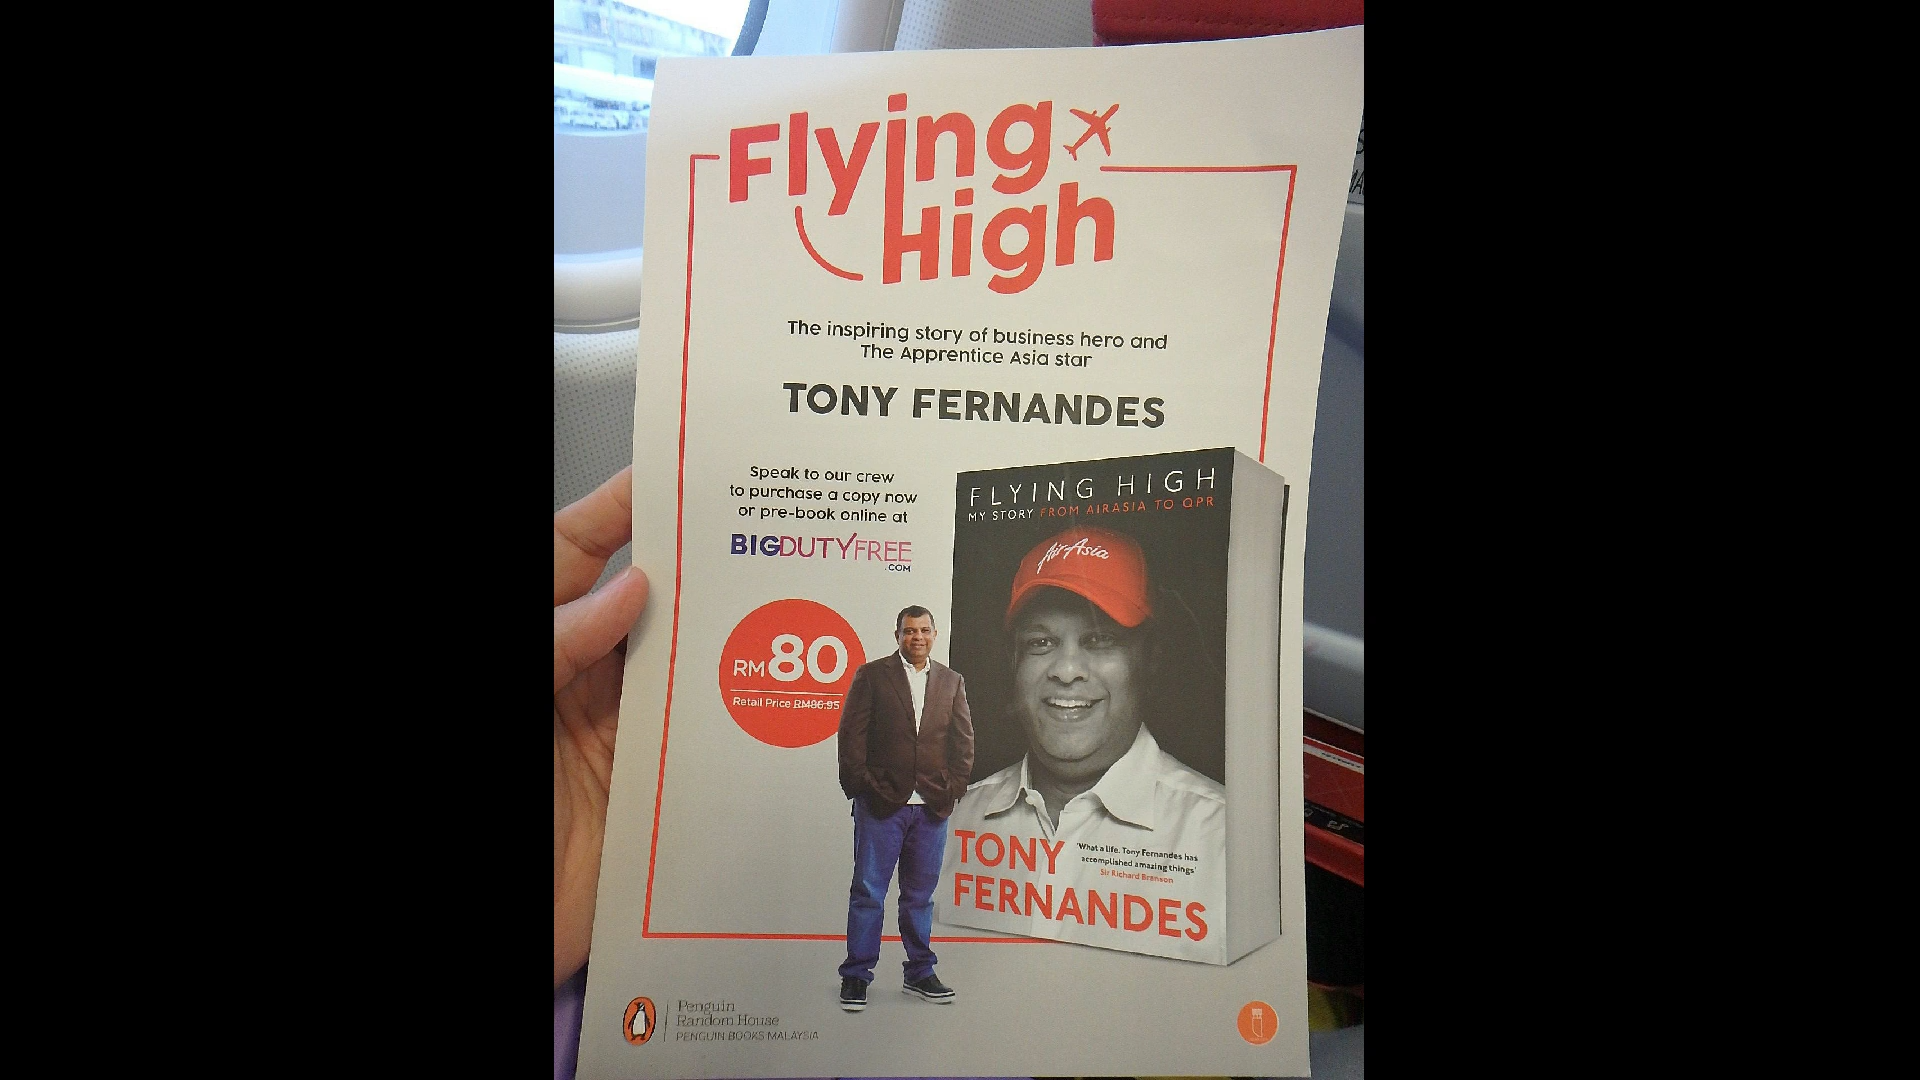 Flying
High
The inspiring story of business hero and
The Apprentice Asia star
TONY FERNANDES
Speak to our crew
to purchase a copy now
or pre-book online at
BIGDUTYFREE
.COM
RM80
Retail Price RM86.95
FLYING HIGH
MY STORY FROM AIRASIA TO QPR
AirAsia
TONY
FERNANDES
'What a life. Tony Fernandes has
accomplished amazing things'
Sir Richard Branson
Penguin
Random House
PENGUIN BOOKS MALAYSIA